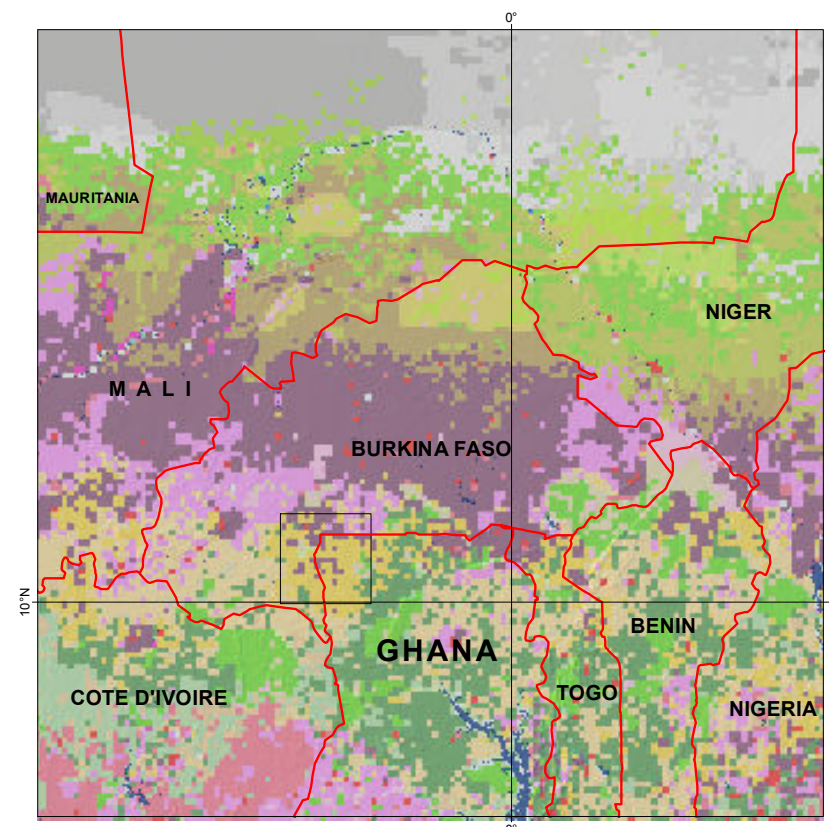 0°
MAURITANIA
NIGER
M A L I
BURKINA FASO
10°N
BENIN
GHANA
TOGO
COTE D'IVOIRE
NIGERIA